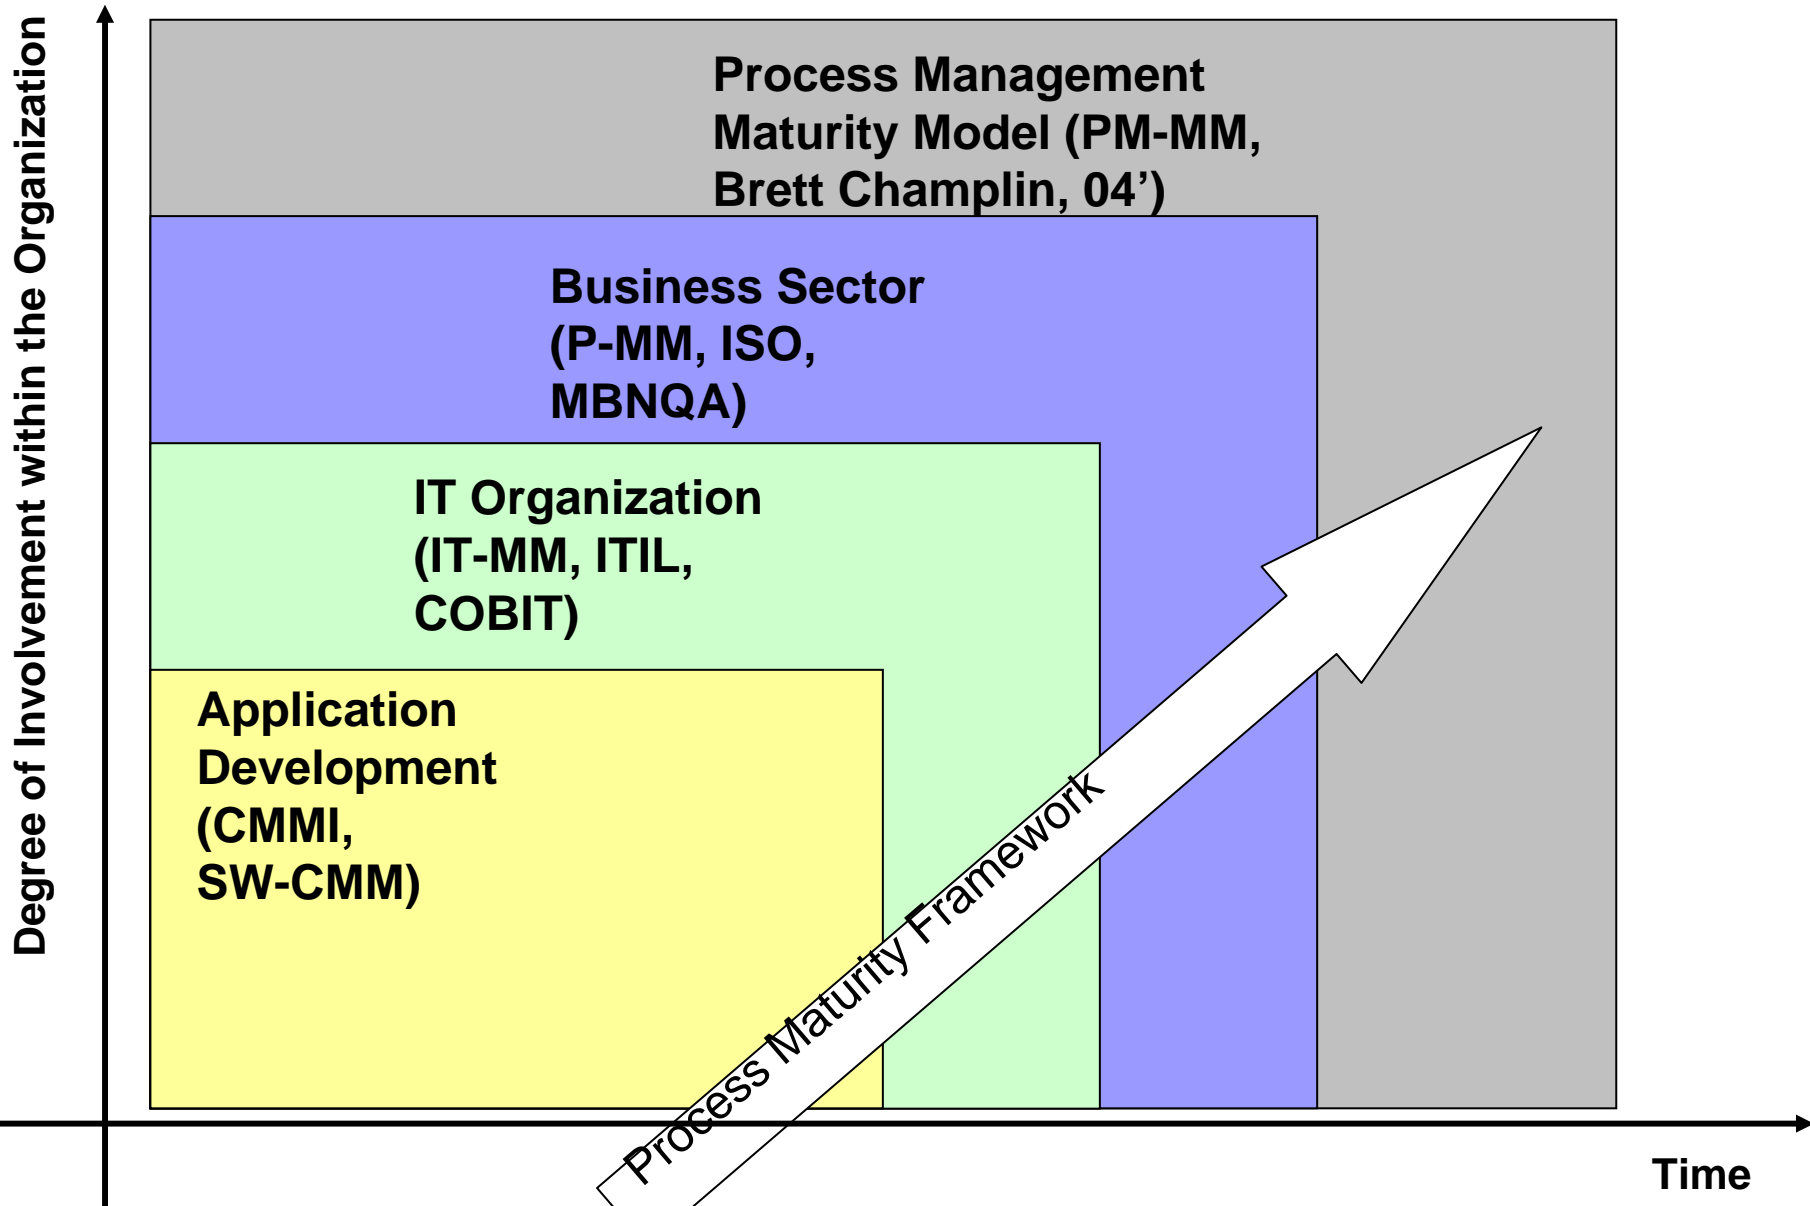 Degree of Involvement within the Organization
Process Management
Maturity Model (PM-MM,
Brett Champlin, 04’)
Business Sector
(P-MM, ISO,
MBNQA)
IT Organization
(IT-MM, ITIL,
COBIT)
Application
Development
(CMMI,
SW-CMM)
Process Maturity Framework
Time